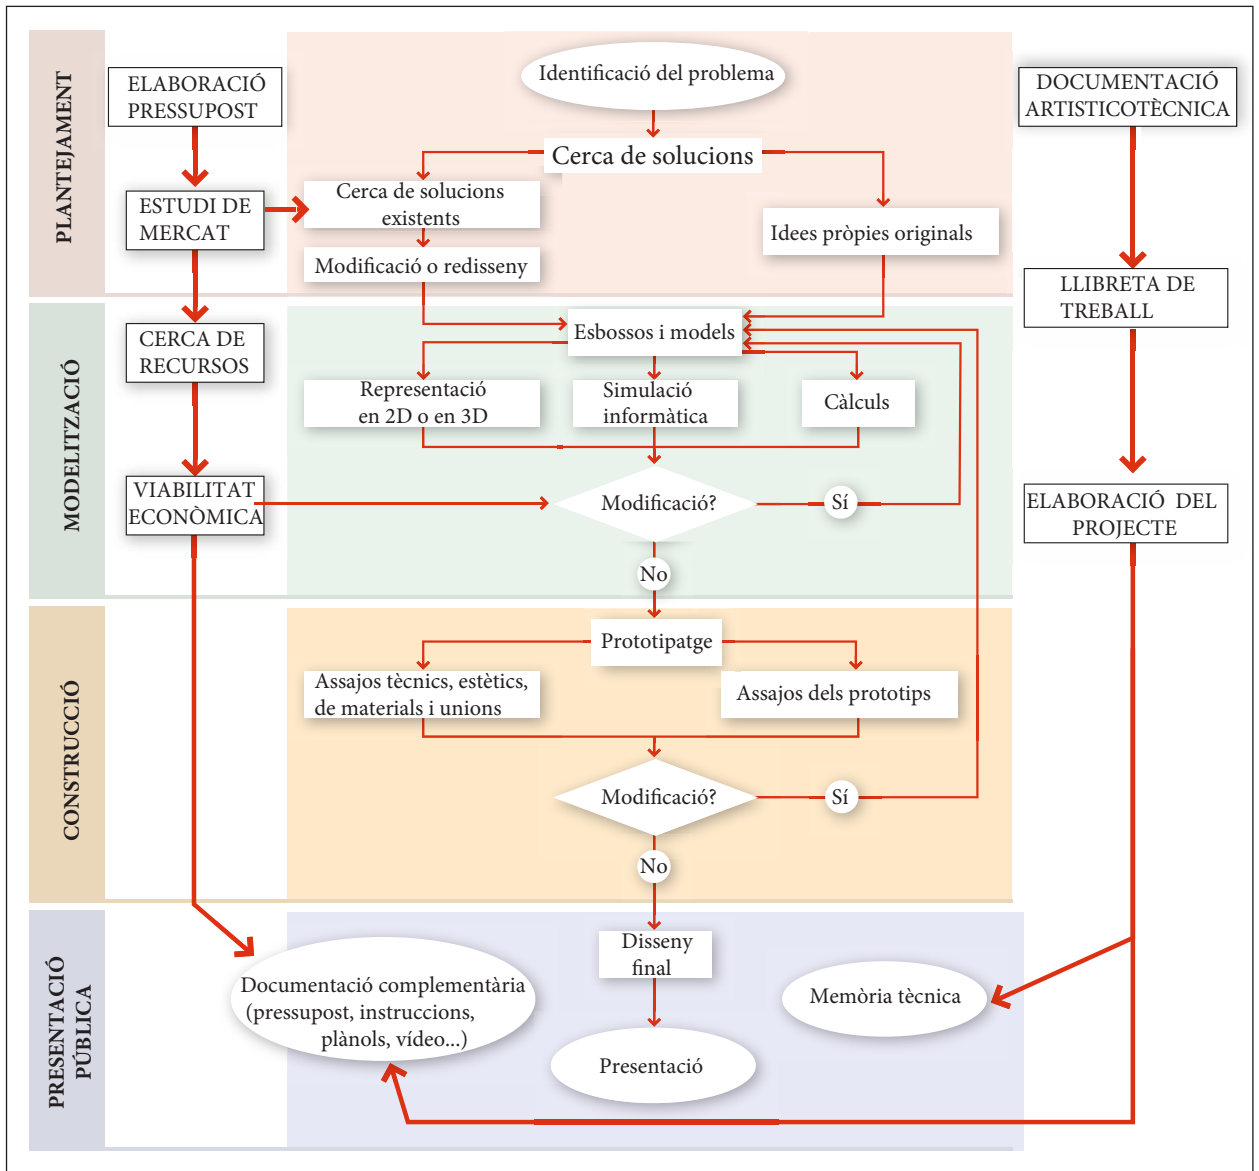 PLANTEJAMENT
ELABORACIÓ
PRESSUPOST
Identificació del problema
DOCUMENTACIÓ
ARTISTICOTÈCNICA
Cerca de solucions
ESTUDI DE
MERCAT
Cerca de solucions
existents
Idees pròpies originals
Modificació o redisseny
LLIBRETA DE
TREBALL
MODELITZACIÓ
CERCA DE
RECURSOS
Esbossos i models
Representació
en 2D o en 3D
Simulació
informàtica
Càlculs
VIABILITAT
ECONÒMICA
Modificació?
Sí
ELABORACIÓ DEL
PROJECTE
No
CONSTRUCCIÓ
Prototipatge
Assajos tècnics, estètics,
de materials i unions
Assajos dels prototips
Modificació?
Sí
No
PRESENTACIÓ
PÚBLICA
Disseny
final
Documentació complementària
(pressupost, instruccions,
plànols, vídeo...)
Memòria tècnica
Presentació